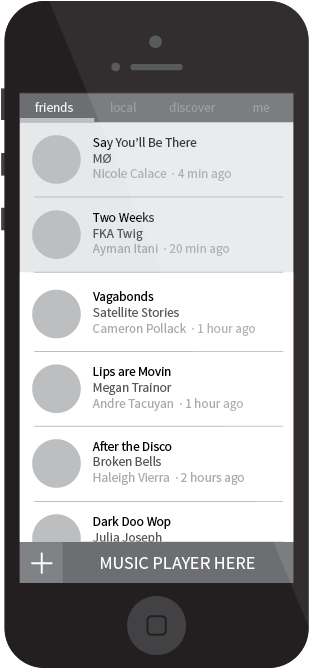 friends local discover me
Say You'll Be There
MØ
Nicole Calace · 4 min ago
Two Weeks
FKA Twig
Ayman Itani · 20 min ago
Vagabonds
Satellite Stories
Cameron Pollack · 1 hour ago
Lips are Movin
Megan Trainor
Andre Tacuyan · 1 hour ago
After the Disco
Broken Bells
Haleigh Vierra · 2 hours ago
Dark Doo Wop
Julia Joseph
MUSIC PLAYER HERE